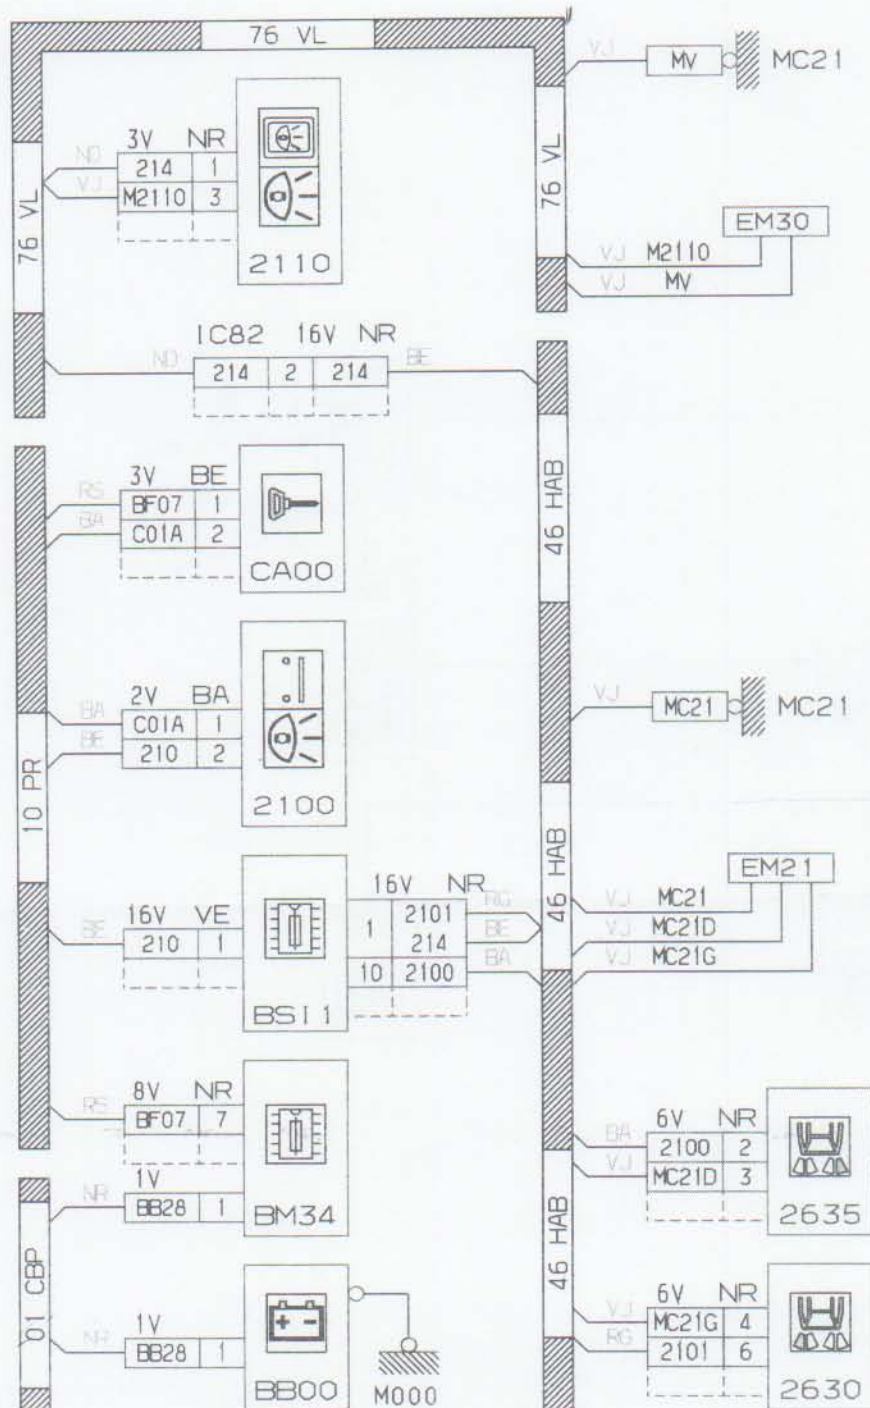 76 VL
VJ MV MC21
3V NR
NO 214 1
VJ M2110 3
76 VL
76 VL
2110
EM30
VJ M2110
VJ MV
IC82 16V NR
NO 214 2 214 BE
3V BE
RS BF07 1
BA C01A 2
CA00
46 HAB
2V BA
BA C01A 1
BE 210 2
2100
VJ MC21 MC21
10 PR
46 HAB
EM21
16V NR
1 2101 RG
214 BE
10 2100 BA
16V VE
BE 210 1
BSI1
VJ MC21
VJ MC21D
VJ MC21G
8V NR
RS BF07 7
1V
NR BB28 1
BM34
6V NR
BA 2100 2
VJ MC21D 3
2635
01 CBP
46 HAB
1V
NR BB28 1
BB00
M000
6V NR
VJ MC21G 4
RG 2101 6
2630